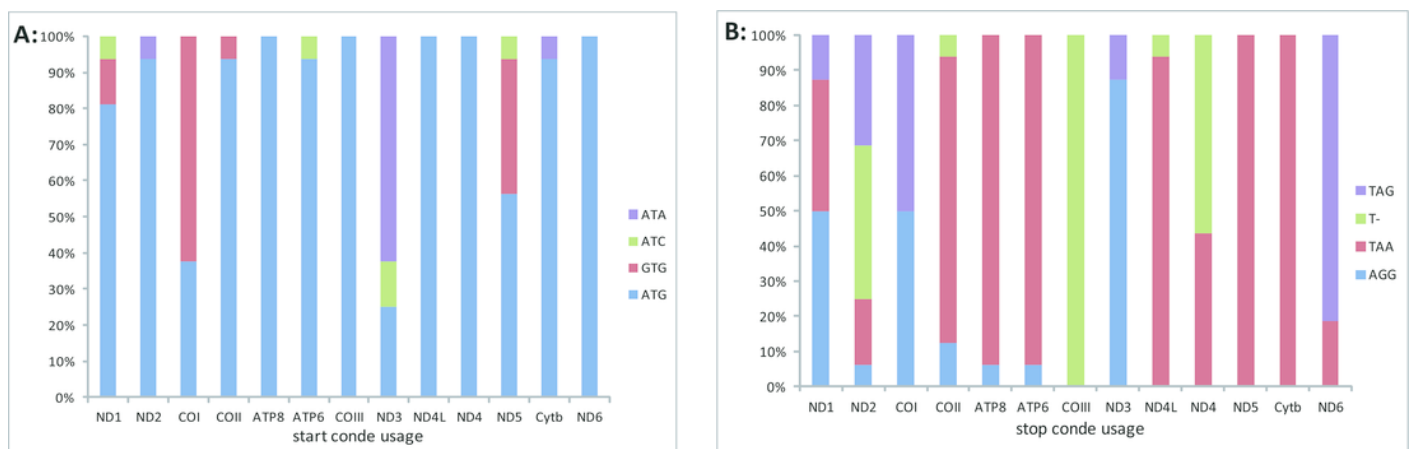 A:
100%
90%
80%
70%
60%
50%
40%
30%
20%
10%
0%
ND1 ND2 COI COII ATP8 ATP6 COIII ND3 ND4L ND4 ND5 Cytb ND6
start conde usage
ATA
ATC
GTG
ATG
B:
100%
90%
80%
70%
60%
50%
40%
30%
20%
10%
0%
ND1 ND2 COI COII ATP8 ATP6 COIII ND3 ND4L ND4 ND5 Cytb ND6
stop conde usage
TAG
T-
TAA
AGG